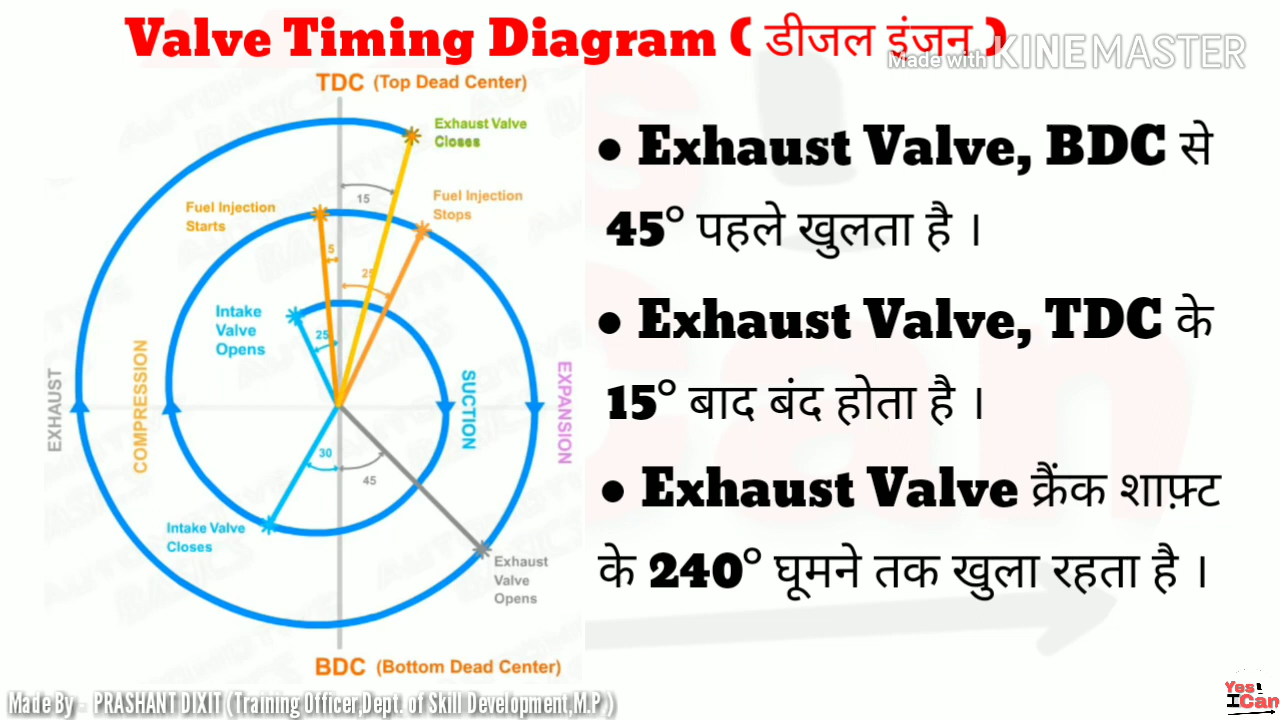 Valve Timing Diagram ( डीजल इंजन )
Made with KINEMASTER
TDC (Top Dead Center)
Exhaust Valve
Closes
15
Fuel Injection
Starts
Fuel Injection
Stops
5
25
Intake
Valve
Opens
25
EXHAUST
COMPRESSION
SUCTION
EXPANSION
30
45
Intake Valve
Closes
Exhaust
Valve
Opens
BDC (Bottom Dead Center)
● Exhaust Valve, BDC से
45° पहले खुलता है ।
● Exhaust Valve, TDC के
15° बाद बंद होता है ।
● Exhaust Valve क्रैंक शाफ़्ट
के 240° घूमने तक खुला रहता है ।
Made By - PRASHANT DIXIT (Training Officer,Dept. of Skill Development,M.P )
Yes!
I Can